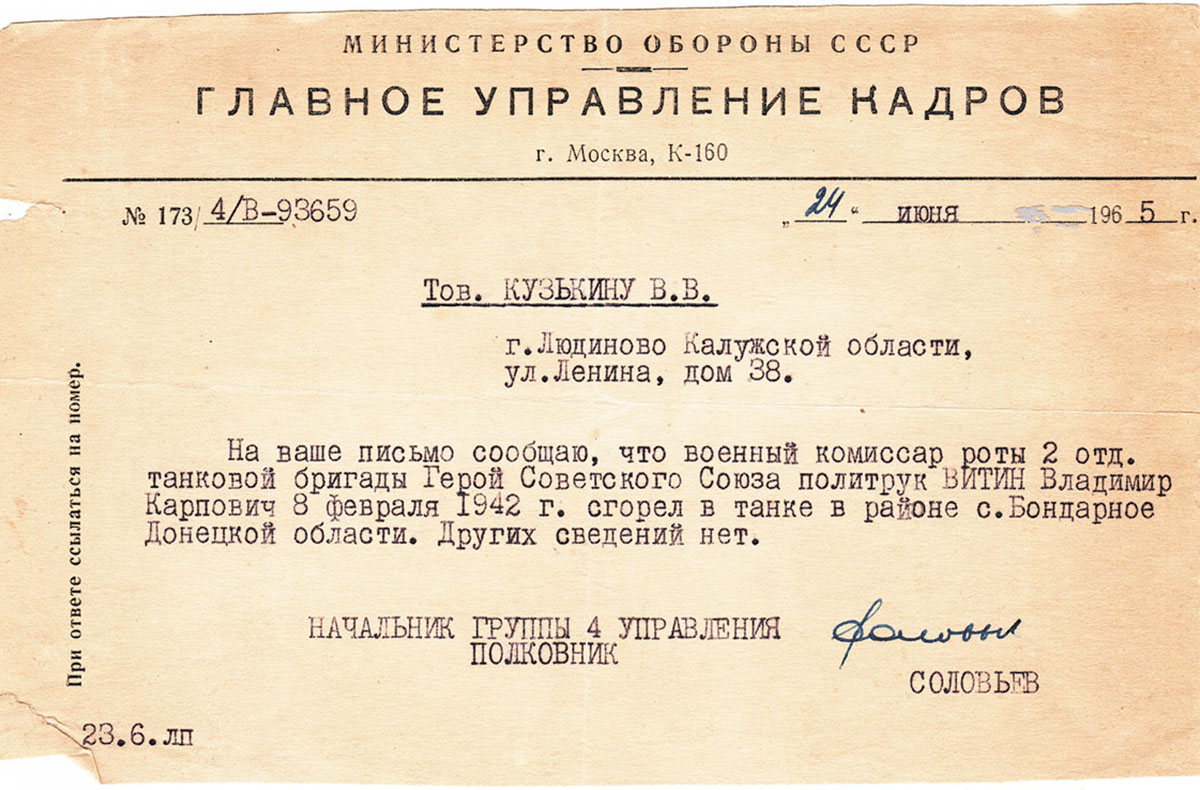 МИНИСТЕРСТВО ОБОРОНЫ СССР
ГЛАВНОЕ УПРАВЛЕНИЕ КАДРОВ
г. Москва, К-160
№ 173/ 4/В-93659 „ 24 “ июня 196 5 г.
Тов. КУЗЬКИНУ В.В.
г.Людиново Калужской области,
ул.Ленина, дом 38.
На ваше письмо сообщаю, что военный комиссар роты 2 отд.
танковой бригады Герой Советского Союза политрук ВИТИН Владимир
Карпович 8 февраля 1942 г. сгорел в танке в районе с.Бондарное
Донецкой области. Других сведений нет.
НАЧАЛЬНИК ГРУППЫ 4 УПРАВЛЕНИЯ
ПОЛКОВНИК
СОЛОВЬЕВ
23.6.лп
При ответе ссылаться на номер.